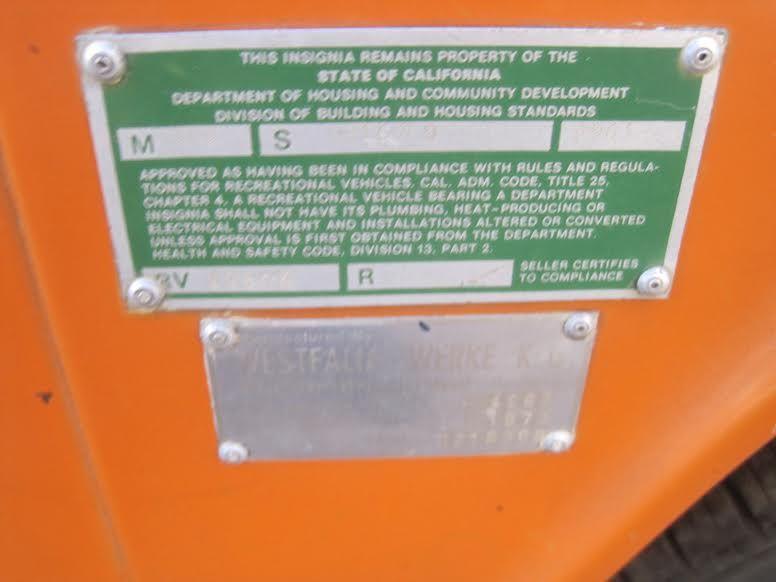 THIS INSIGNIA REMAINS PROPERTY OF THE
STATE OF CALIFORNIA
DEPARTMENT OF HOUSING AND COMMUNITY DEVELOPMENT
DIVISION OF BUILDING AND HOUSING STANDARDS
M S
APPROVED AS HAVING BEEN IN COMPLIANCE WITH RULES AND REGULA-
TIONS FOR RECREATIONAL VEHICLES, CAL. ADM. CODE, TITLE 25,
CHAPTER 4. A RECREATIONAL VEHICLE BEARING A DEPARTMENT
INSIGNIA SHALL NOT HAVE ITS PLUMBING, HEAT-PRODUCING OR
ELECTRICAL EQUIPMENT AND INSTALLATIONS ALTERED OR CONVERTED
UNLESS APPROVAL IS FIRST OBTAINED FROM THE DEPARTMENT.
HEALTH AND SAFETY CODE, DIVISION 13, PART 2.
RV R
SELLER CERTIFIES
TO COMPLIANCE
WESTFALIA WERKE K.G.